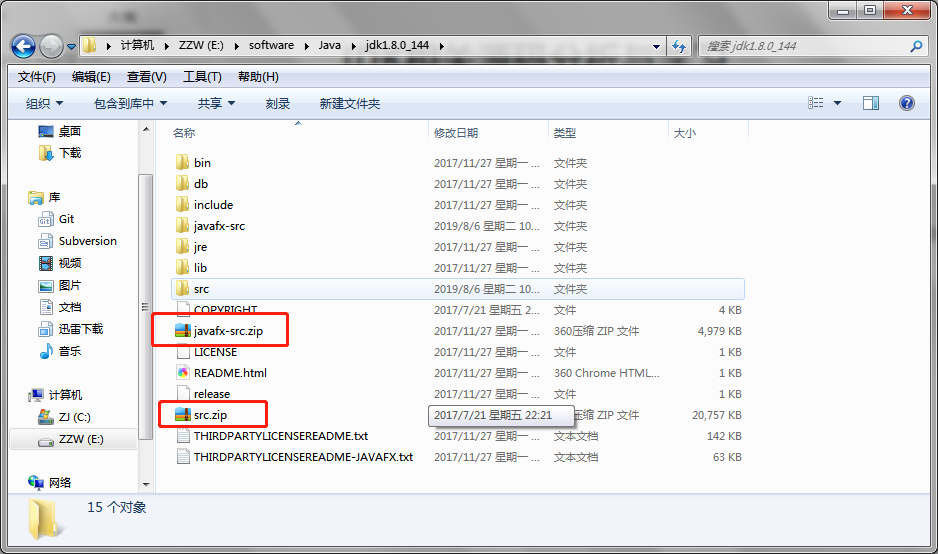 计算机 ZZW (E:) software Java jdk1.8.0_144 搜索 jdk1.8.0_144
文件(F) 编辑(E) 查看(V) 工具(T) 帮助(H)
组织 包含到库中 共享 刻录 新建文件夹
桌面
下载
库
Git
Subversion
视频
图片
文档
迅雷下载
音乐
计算机
ZJ (C:)
ZZW (E:)
网络
名称 修改日期 类型 大小
bin 2017/11/27 星期一 ... 文件夹
db 2017/11/27 星期一 ... 文件夹
include 2017/11/27 星期一 ... 文件夹
javafx-src 2019/8/6 星期二 10... 文件夹
jre 2017/11/27 星期一 ... 文件夹
lib 2017/11/27 星期一 ... 文件夹
src 2019/8/6 星期二 10... 文件夹
COPYRIGHT 2017/7/21 星期五 2... 文件 4 KB
javafx-src.zip 2017/11/27 星期一 ... 360压缩 ZIP 文件 4,979 KB
LICENSE 2017/11/27 星期一 ... 文件 1 KB
README.html 2017/11/27 星期一 ... 360 Chrome HTML... 1 KB
release 2017/11/27 星期一 ... 文件 1 KB
src.zip 2017/7/21 星期五 22:21 缩 ZIP 文件 20,757 KB
THIRDPARTYLICENSEREADME.txt 2017/11/27 星期一 ... 文本文档 142 KB
THIRDPARTYLICENSEREADME-JAVAFX.txt 2017/11/27 星期一 ... 文本文档 63 KB
15 个对象